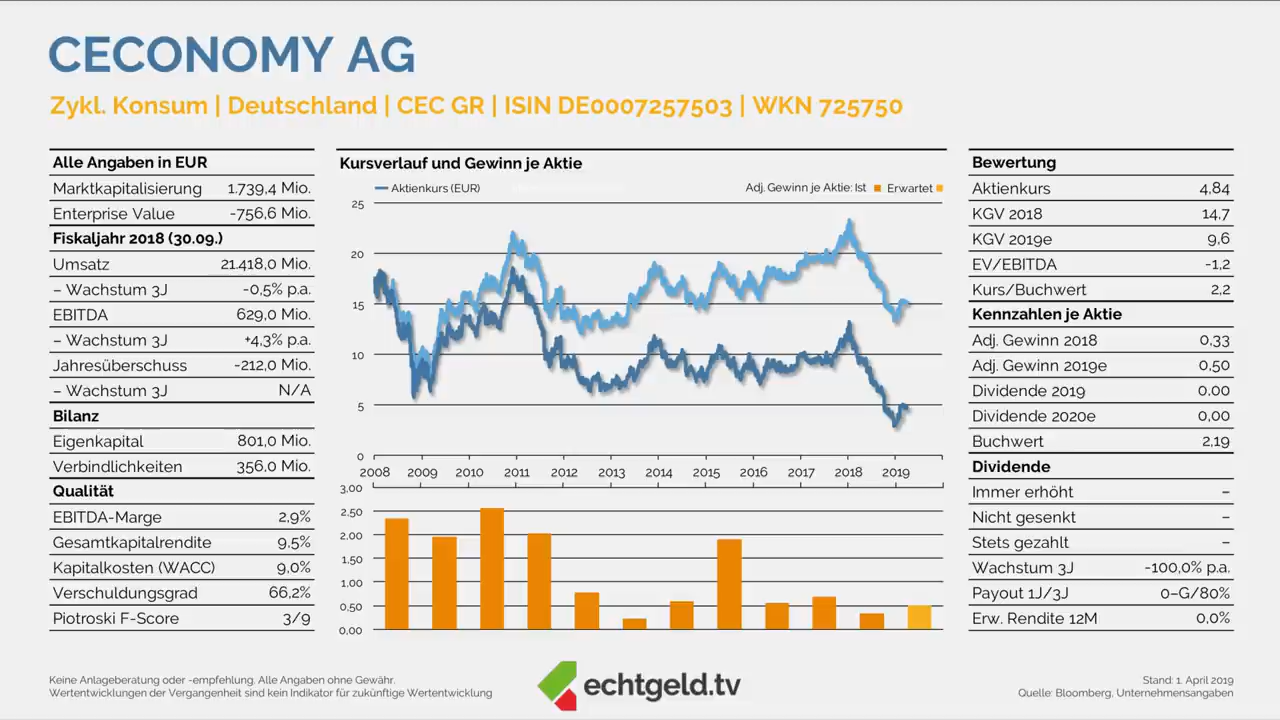 CECONOMY AG
Zykl. Konsum | Deutschland | CEC GR | ISIN DE0007257503 | WKN 725750
Alle Angaben in EUR
Marktkapitalisierung 1.739,4 Mio.
Enterprise Value -756,6 Mio.
Fiskaljahr 2018 (30.09.)
Umsatz 21.418,0 Mio.
– Wachstum 3J -0,5% p.a.
EBITDA 629,0 Mio.
– Wachstum 3J +4,3% p.a.
Jahresüberschuss -212,0 Mio.
– Wachstum 3J N/A
Bilanz
Eigenkapital 801,0 Mio.
Verbindlichkeiten 356,0 Mio.
Qualität
EBITDA-Marge 2,9%
Gesamtkapitalrendite 9,5%
Kapitalkosten (WACC) 9,0%
Verschuldungsgrad 66,2%
Piotroski F-Score 3/9
Kursverlauf und Gewinn je Aktie
Aktienkurs (EUR) Adj. Gewinn je Aktie: Ist Erwartet
25
20
15
10
5
0
2008 2009 2010 2011 2012 2013 2014 2015 2016 2017 2018 2019
3,00
2,50
2,00
1,50
1,00
0,50
0,00
Bewertung
Aktienkurs 4,84
KGV 2018 14,7
KGV 2019e 9,6
EV/EBITDA -1,2
Kurs/Buchwert 2,2
Kennzahlen je Aktie
Adj. Gewinn 2018 0,33
Adj. Gewinn 2019e 0,50
Dividende 2019 0,00
Dividende 2020e 0,00
Buchwert 2,19
Dividende
Immer erhöht –
Nicht gesenkt –
Stets gezahlt –
Wachstum 3J -100,0% p.a.
Payout 1J/3J 0–G/80%
Erw. Rendite 12M 0,0%
Keine Anlageberatung oder -empfehlung. Alle Angaben ohne Gewähr.
Wertentwicklungen der Vergangenheit sind kein Indikator für zukünftige Wertentwicklung
echtgeld.tv
Stand: 1. April 2019
Quelle: Bloomberg, Unternehmensangaben